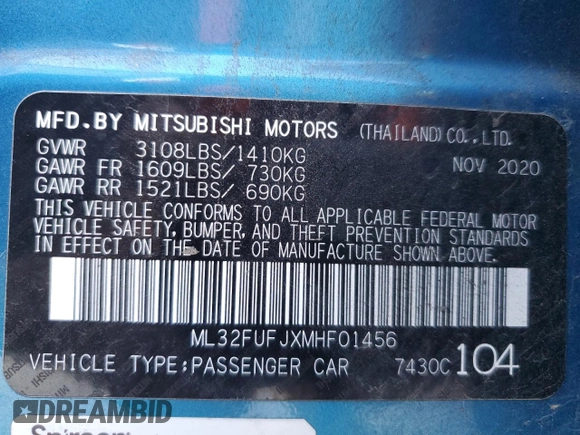 MFD.BY MITSUBISHI MOTORS (THAILAND)CO.,LTD.
GVWR 3108LBS/1410KG NOV 2020
GAWR FR 1609LBS/ 730KG
GAWR RR 1521LBS/ 690KG
THIS VEHICLE CONFORMS TO ALL APPLICABLE FEDERAL MOTOR
VEHICLE SAFETY, BUMPER, AND THEFT PREVENTION STANDARDS
IN EFFECT ON THE DATE OF MANUFACTURE SHOWN ABOVE.
ML32FUFJXMHF01456
VEHICLE TYPE;PASSENGER CAR 7430C 104
DREAMBID